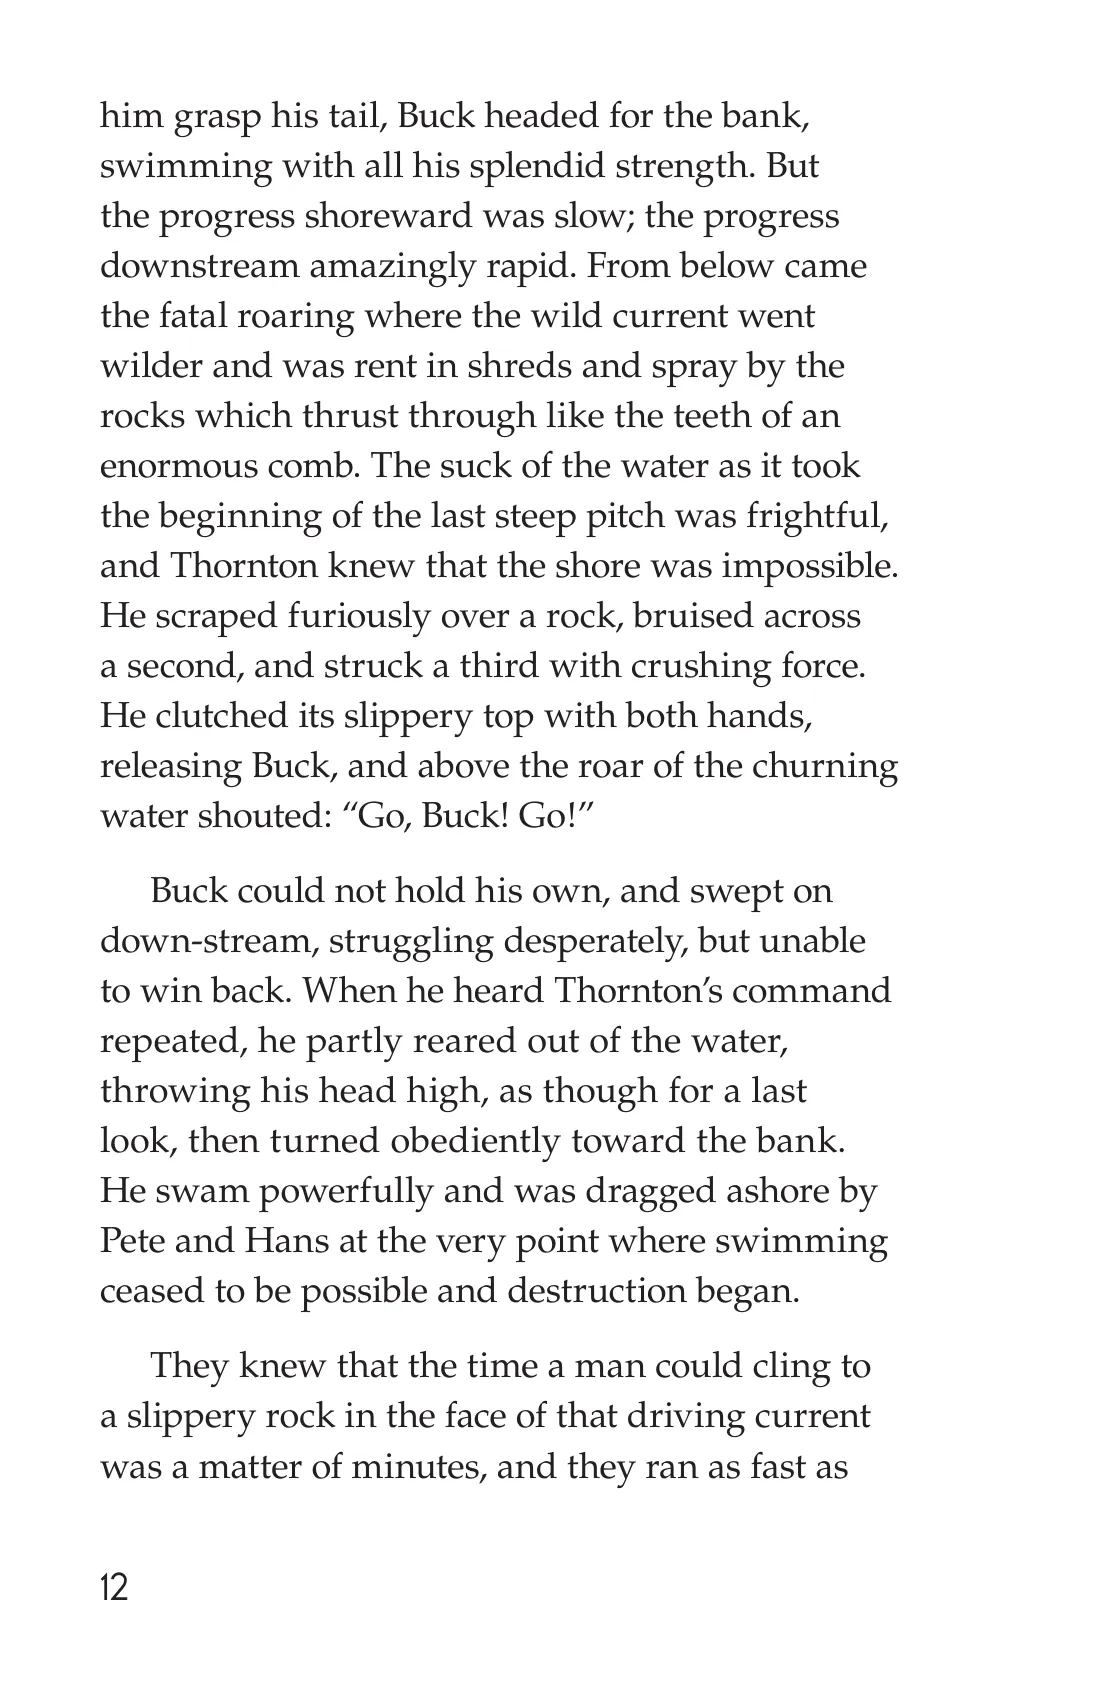 him grasp his tail, Buck headed for the bank,
swimming with all his splendid strength. But
the progress shoreward was slow; the progress
downstream amazingly rapid. From below came
the fatal roaring where the wild current went
wilder and was rent in shreds and spray by the
rocks which thrust through like the teeth of an
enormous comb. The suck of the water as it took
the beginning of the last steep pitch was frightful,
and Thornton knew that the shore was impossible.
He scraped furiously over a rock, bruised across
a second, and struck a third with crushing force.
He clutched its slippery top with both hands,
releasing Buck, and above the roar of the churning
water shouted: “Go, Buck! Go!”
Buck could not hold his own, and swept on
down-stream, struggling desperately, but unable
to win back. When he heard Thornton’s command
repeated, he partly reared out of the water,
throwing his head high, as though for a last
look, then turned obediently toward the bank.
He swam powerfully and was dragged ashore by
Pete and Hans at the very point where swimming
ceased to be possible and destruction began.
They knew that the time a man could cling to
a slippery rock in the face of that driving current
was a matter of minutes, and they ran as fast as
12